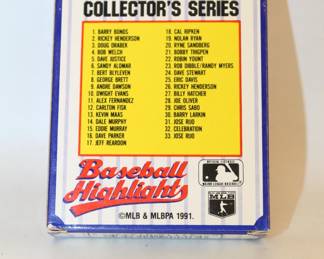 COLLECTOR'S SERIES
1. BARRY BONDS
2. RICKEY HENDERSON
3. DOUG DRABEK
4. BOB WELCH
5. DAVE JUSTICE
6. SANDY ALOMAR
7. BERT BLYLEVEN
8. GEORGE BRETT
9. ANDRE DAWSON
10. DWIGHT EVANS
11. ALEX FERNANDEZ
12. CARLTON FISK
13. KEVIN MAAS
14. DALE MURPHY
15. EDDIE MURRAY
16. DAVE PARKER
17. JEFF REARDON
18. CAL RIPKEN
19. NOLAN RYAN
20. RYNE SANDBERG
21. BOBBY THIGPEN
22. ROBIN YOUNT
23. ROB DIBBLE/RANDY MYERS
24. DAVE STEWART
25. ERIC DAVIS
26. RICKEY HENDERSON
27. BILLY HATCHER
28. JOE OLIVER
29. CHRIS SABO
30. BARRY LARKIN
31. JOSE RIJO
32. CELEBRATION
33. JOSE RIJO
Baseball
Highlights
MAJOR LEAGUE BASEBALL
MLB
©MLB & MLBPA 1991.